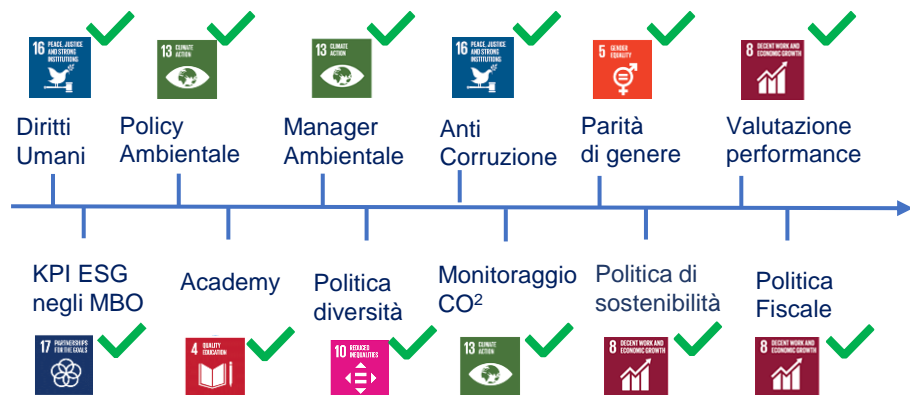 16 PEACE, JUSTICE
AND STRONG
INSTITUTIONS
13 CLIMATE
ACTION
13 CLIMATE
ACTION
16 PEACE, JUSTICE
AND STRONG
INSTITUTIONS
5 GENDER
EQUALITY
8 DECENT WORK AND
ECONOMIC GROWTH
Diritti
Umani
Policy
Ambientale
Manager
Ambientale
Anti
Corruzione
Parità
di genere
Valutazione
performance
KPI ESG
negli MBO
Academy
Politica
diversità
Monitoraggio
CO²
Politica di
sostenibilità
Politica
Fiscale
17 PARTNERSHIPS
FOR THE GOALS
4 QUALITY
EDUCATION
10 REDUCED
INEQUALITIES
13 CLIMATE
ACTION
8 DECENT WORK AND
ECONOMIC GROWTH
8 DECENT WORK AND
ECONOMIC GROWTH